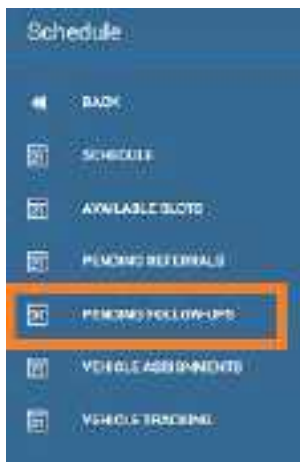 Schedule
BACK
SCHEDULE
AVAILABLE SLOTS
PENDING REFERRALS
PENDING FOLLOW-UPS
VEHICLE ASSIGNMENTS
VEHICLE TRACKING